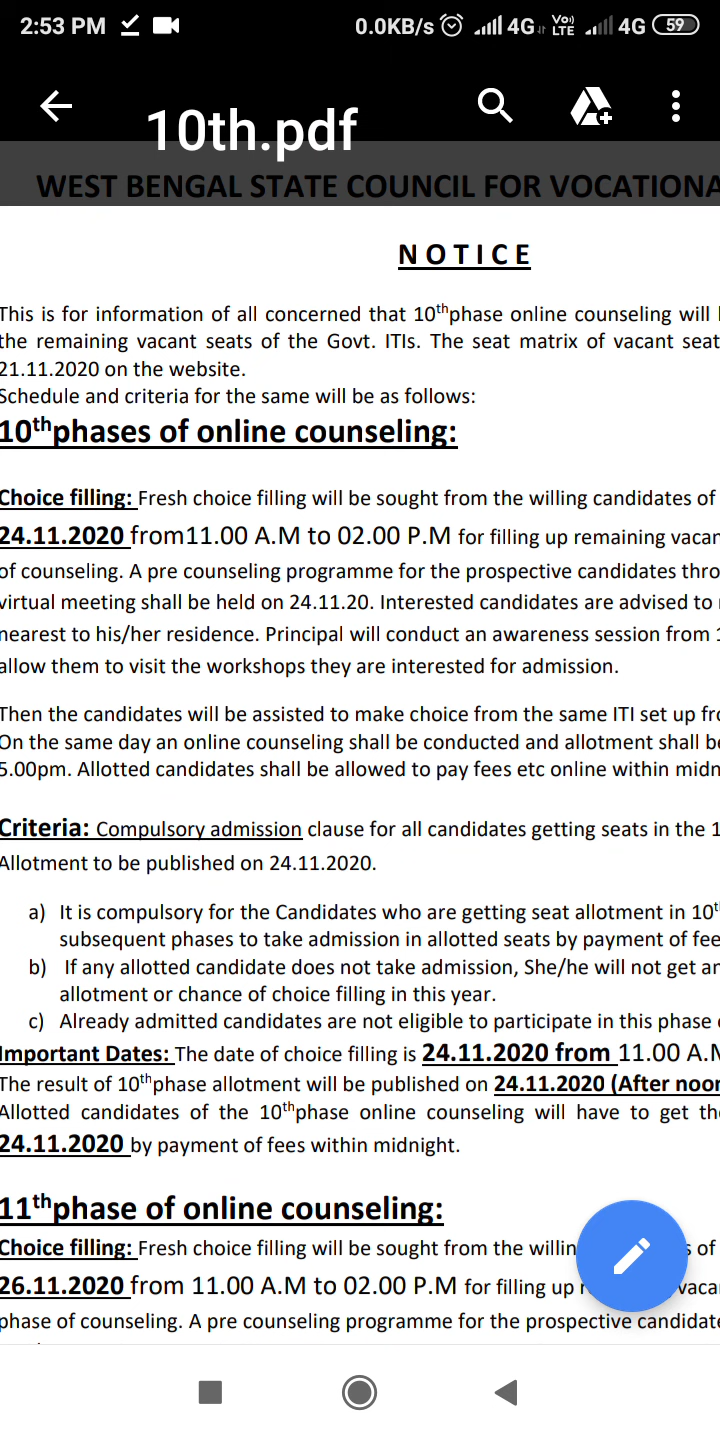 2:53 PM 0.0KB/s 4G Vo)) LTE 4G 59
10th.pdf
WEST BENGAL STATE COUNCIL FOR VOCATIONA
NOTICE
This is for information of all concerned that 10thphase online counseling will
the remaining vacant seats of the Govt. ITIs. The seat matrix of vacant seat
21.11.2020 on the website.
Schedule and criteria for the same will be as follows:
10thphases of online counseling:
Choice filling: Fresh choice filling will be sought from the willing candidates of
24.11.2020 from11.00 A.M to 02.00 P.M for filling up remaining vacan
of counseling. A pre counseling programme for the prospective candidates thro
virtual meeting shall be held on 24.11.20. Interested candidates are advised to
nearest to his/her residence. Principal will conduct an awareness session from
allow them to visit the workshops they are interested for admission.
Then the candidates will be assisted to make choice from the same ITI set up fro
On the same day an online counseling shall be conducted and allotment shall be
5.00pm. Allotted candidates shall be allowed to pay fees etc online within midn
Criteria: Compulsory admission clause for all candidates getting seats in the 1
Allotment to be published on 24.11.2020.
a) It is compulsory for the Candidates who are getting seat allotment in 10t
subsequent phases to take admission in allotted seats by payment of fee
b) If any allotted candidate does not take admission, She/he will not get an
allotment or chance of choice filling in this year.
c) Already admitted candidates are not eligible to participate in this phase
Important Dates: The date of choice filling is 24.11.2020 from 11.00 A.M
The result of 10thphase allotment will be published on 24.11.2020 (After noon
Allotted candidates of the 10thphase online counseling will have to get the
24.11.2020 by payment of fees within midnight.
11thphase of online counseling:
Choice filling: Fresh choice filling will be sought from the willin s of
26.11.2020 from 11.00 A.M to 02.00 P.M for filling up vaca
phase of counseling. A pre counseling programme for the prospective candidate